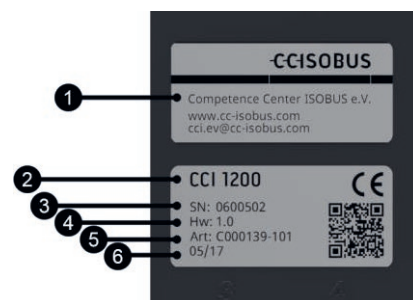 CCISOBUS
1
Competence Center ISOBUS e.V.
www.cc-isobus.com
cci.ev@cc-isobus.com
2
CCI 1200
CE
3
SN: 0600502
4
Hw: 1.0
5
Art: C000139-101
6
05/17